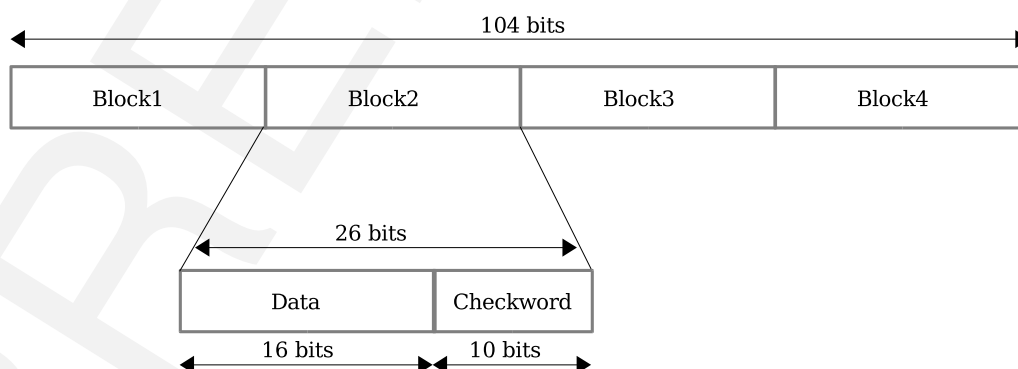 104 bits
Block1 Block2 Block3 Block4
26 bits
Data Checkword
16 bits 10 bits